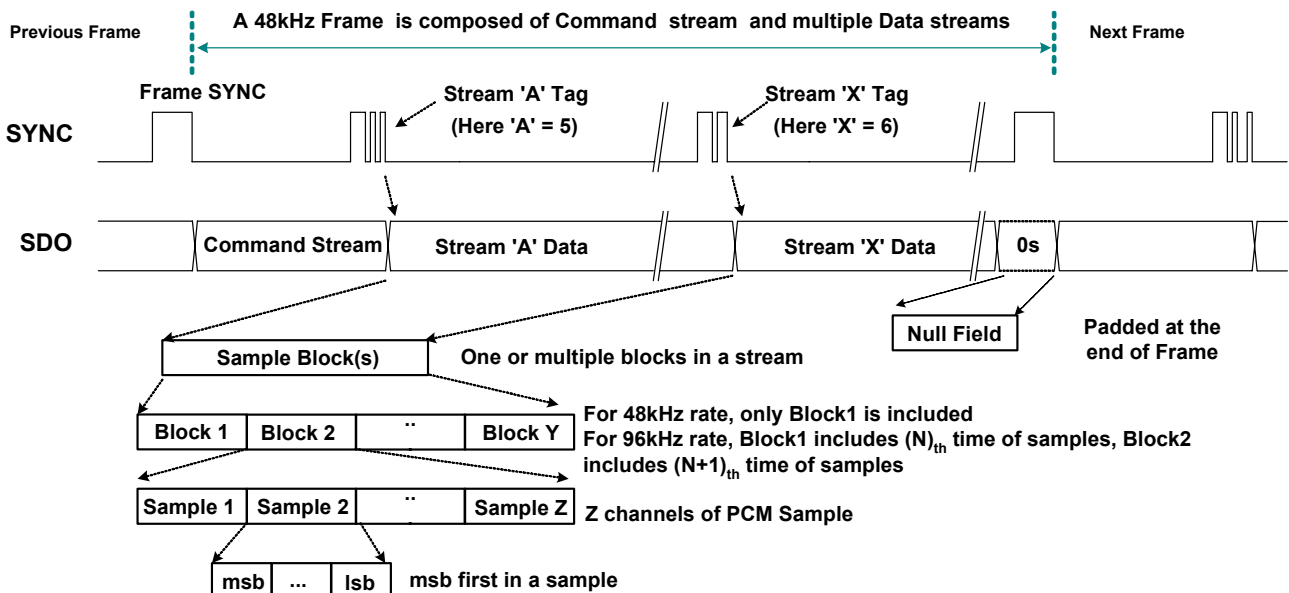 A 48kHz Frame is composed of Command stream and multiple Data streams
Previous Frame
Next Frame
Frame SYNC
Stream 'A' Tag
(Here 'A' = 5)
Stream 'X' Tag
(Here 'X' = 6)
SYNC
SDO
Command Stream
Stream 'A' Data
Stream 'X' Data
0s
Null Field
Padded at the
end of Frame
Sample Block(s)
One or multiple blocks in a stream
Block 1
Block 2
..
Block Y
For 48kHz rate, only Block1 is included
For 96kHz rate, Block1 includes (N)th time of samples, Block2
includes (N+1)th time of samples
Sample 1
Sample 2
..
Sample Z
Z channels of PCM Sample
msb
...
lsb
msb first in a sample